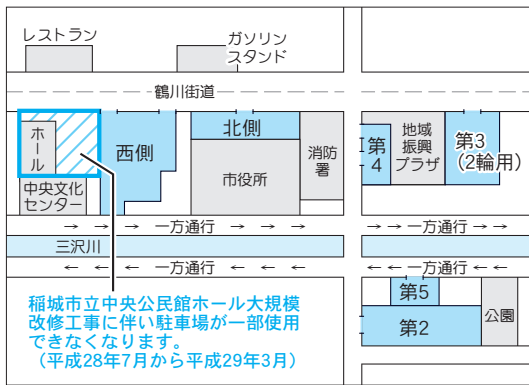 レストラン
ガソリン
スタンド
鶴川街道
ホール
西側
北側
市役所
消防署
第4
地域
振興
プラザ
第3
(2輪用)
中央文化
センター
→ → 一方通行 → → →
→ → 一方通行 → →
三沢川
← ← 一方通行 ← ← ←
← ← 一方通行 ← ←
稲城市立中央公民館ホール大規模
改修工事に伴い駐車場が一部使用
できなくなります。
(平成28年7月から平成29年3月)
第5
第2
公園